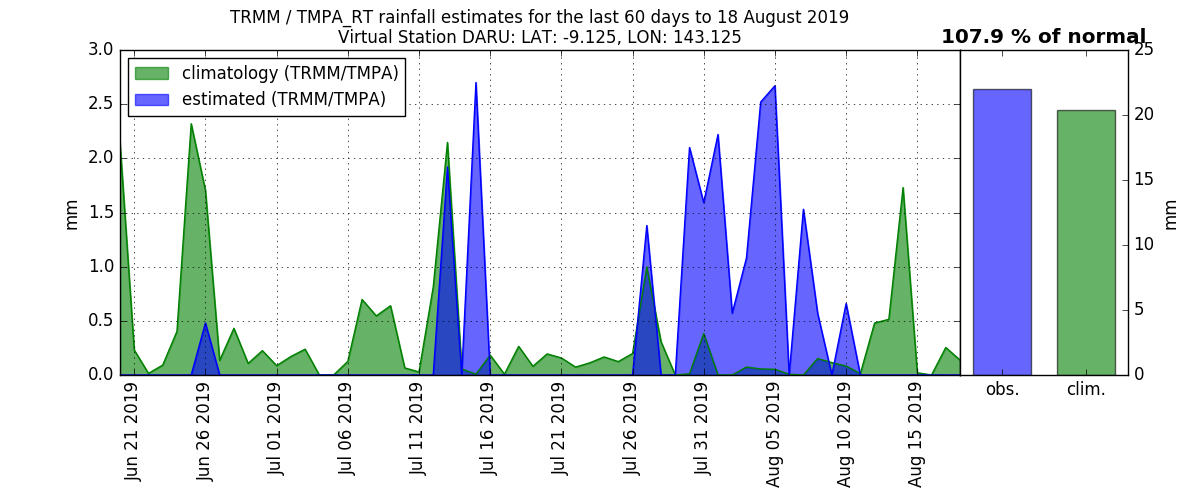 TRMM / TMPA_RT rainfall estimates for the last 60 days to 18 August 2019
Virtual Station DARU: LAT: -9.125, LON: 143.125
107.9 % of normal
climatology (TRMM/TMPA)
estimated (TRMM/TMPA)
3.0
2.5
2.0
1.5
1.0
0.5
0.0
mm
Jun 21 2019
Jun 26 2019
Jul 01 2019
Jul 06 2019
Jul 11 2019
Jul 16 2019
Jul 21 2019
Jul 26 2019
Jul 31 2019
Aug 05 2019
Aug 10 2019
Aug 15 2019
obs.
clim.
25
20
15
10
5
0
mm